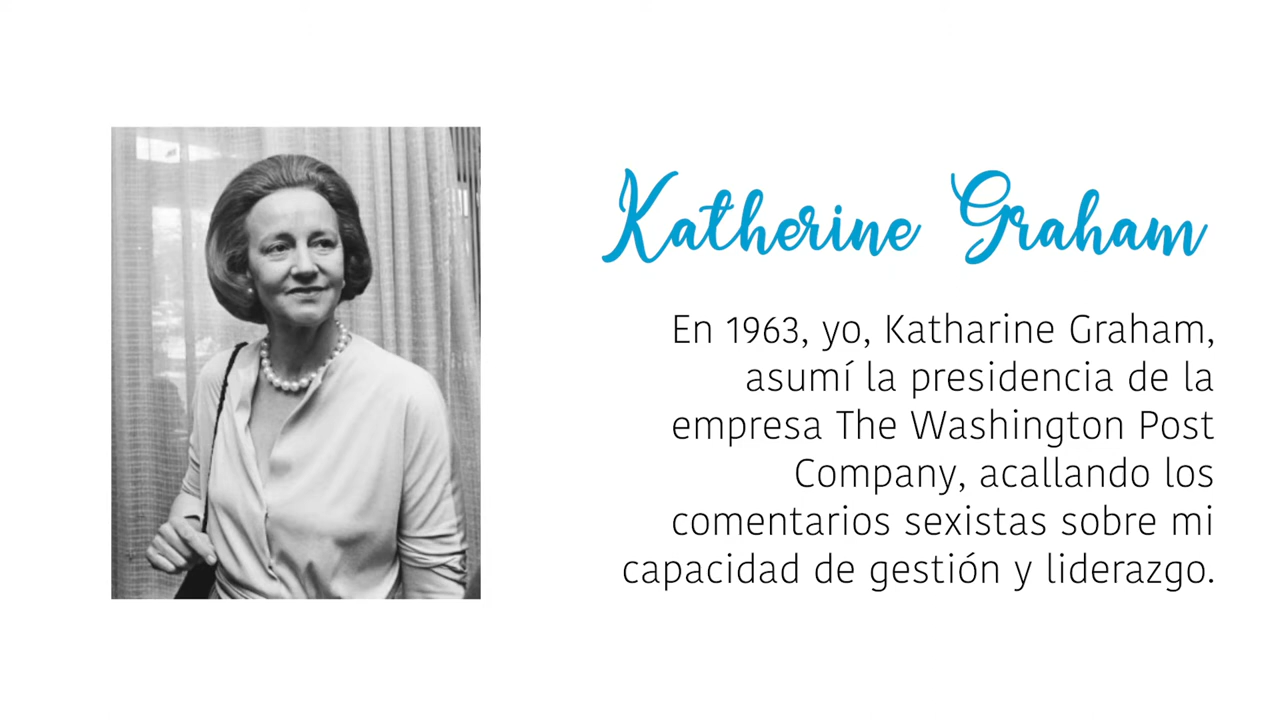 Katherine Graham
En 1963, yo, Katharine Graham,
asumí la presidencia de la
empresa The Washington Post
Company, acallando los
comentarios sexistas sobre mi
capacidad de gestión y liderazgo.